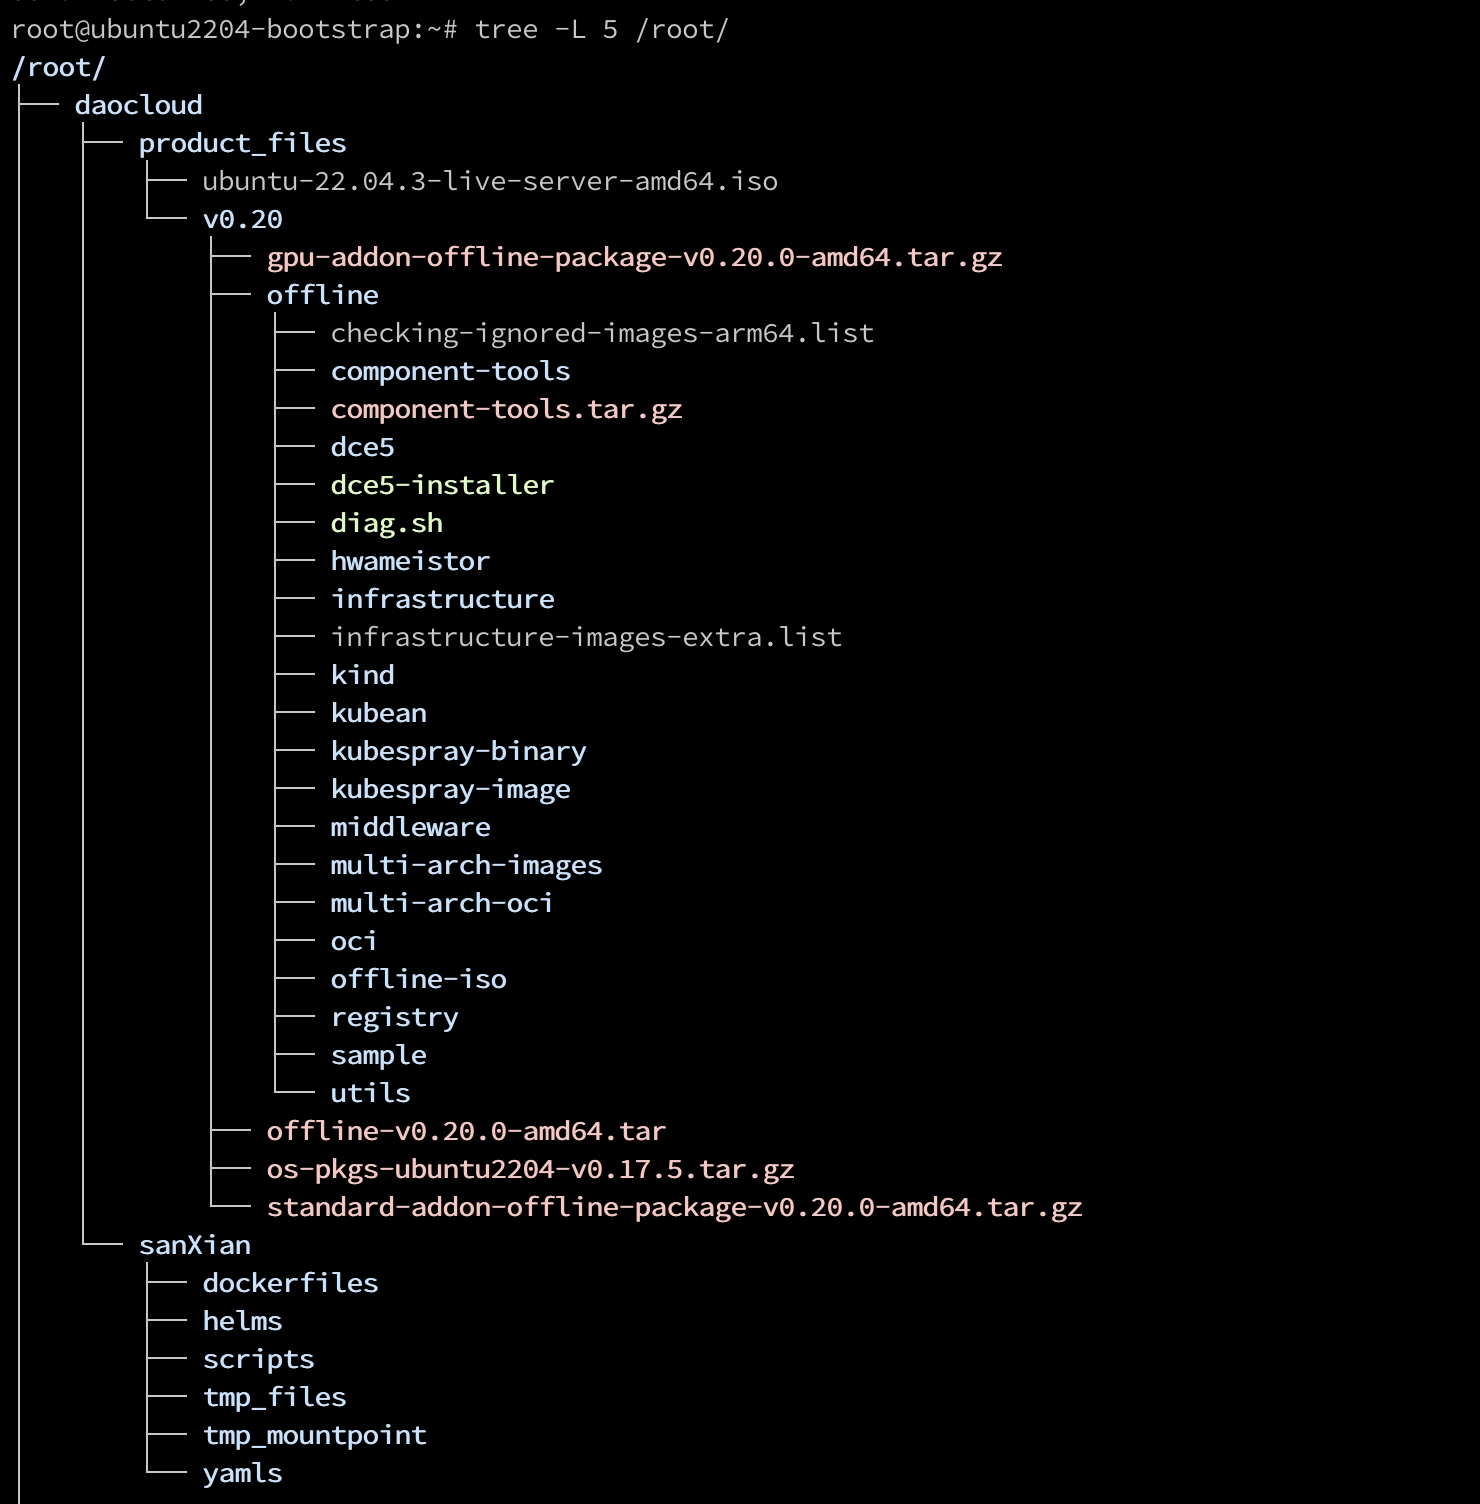 root@ubuntu2204-bootstrap:~# tree -L 5 /root/
/root/
├── daocloud
│   ├── product_files
│   │   ├── ubuntu-22.04.3-live-server-amd64.iso
│   │   └── v0.20
│   │       ├── gpu-addon-offline-package-v0.20.0-amd64.tar.gz
│   │       ├── offline
│   │       │   ├── checking-ignored-images-arm64.list
│   │       │   ├── component-tools
│   │       │   ├── component-tools.tar.gz
│   │       │   ├── dce5
│   │       │   ├── dce5-installer
│   │       │   ├── diag.sh
│   │       │   ├── hwameistor
│   │       │   ├── infrastructure
│   │       │   ├── infrastructure-images-extra.list
│   │       │   ├── kind
│   │       │   ├── kubean
│   │       │   ├── kubespray-binary
│   │       │   ├── kubespray-image
│   │       │   ├── middleware
│   │       │   ├── multi-arch-images
│   │       │   ├── multi-arch-oci
│   │       │   ├── oci
│   │       │   ├── offline-iso
│   │       │   ├── registry
│   │       │   ├── sample
│   │       │   └── utils
│   │       ├── offline-v0.20.0-amd64.tar
│   │       ├── os-pkgs-ubuntu2204-v0.17.5.tar.gz
│   │       └── standard-addon-offline-package-v0.20.0-amd64.tar.gz
│   └── sanXian
│       ├── dockerfiles
│       ├── helms
│       ├── scripts
│       ├── tmp_files
│       ├── tmp_mountpoint
│       └── yamls